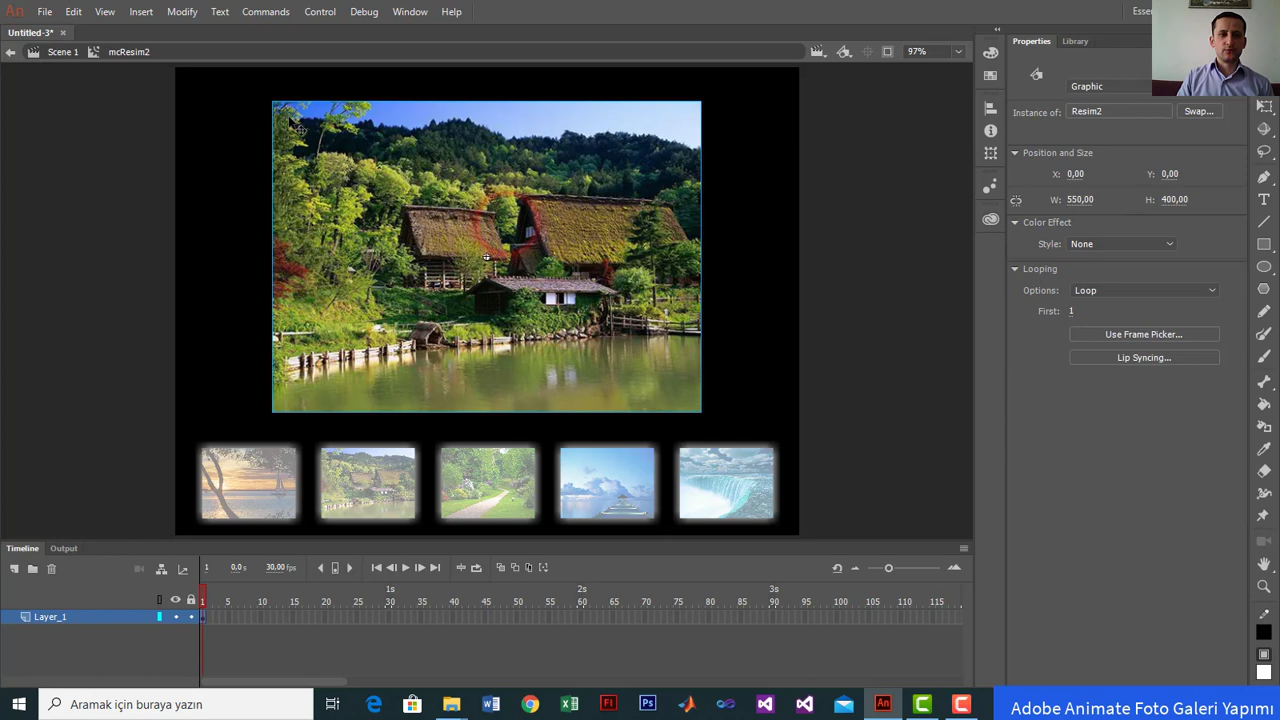 An File Edit View Insert Modify Text Commands Control Debug Window Help Esse
Untitled-3* ×
Scene 1 mcResim2 97%
Properties Library
Graphic
Instance of: Resim2 Swap...
Position and Size
X: 0,00 Y: 0,00
W: 550,00 H: 400,00
Color Effect
Style: None
Looping
Options: Loop
First: 1
Use Frame Picker...
Lip Syncing...
Timeline Output
1 0.0 s 30.00 fps
1s 2s 3s
1 5 10 15 20 25 30 35 40 45 50 55 60 65 70 75 80 85 90 95 100 105 110 115
Layer_1
Aramak için buraya yazın
Adobe Animate Foto Galeri Yapımı